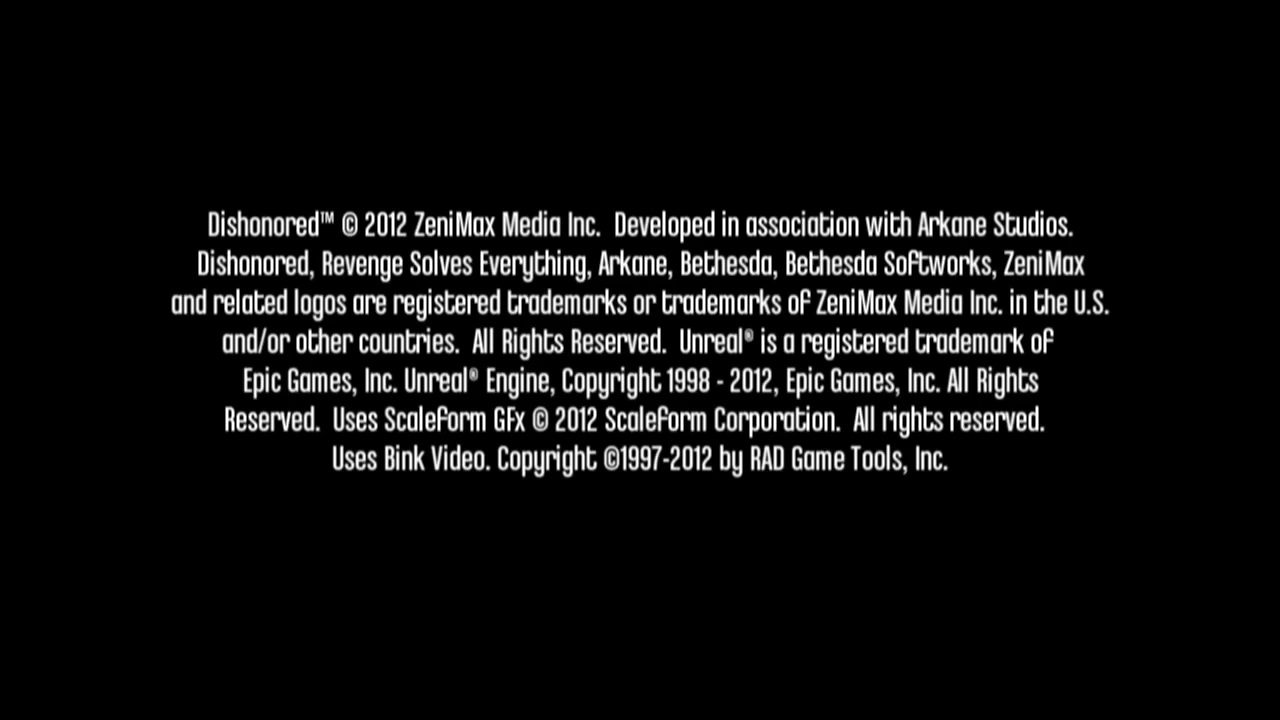 Dishonored™ © 2012 ZeniMax Media Inc.  Developed in association with Arkane Studios.
Dishonored, Revenge Solves Everything, Arkane, Bethesda, Bethesda Softworks, ZeniMax
and related logos are registered trademarks or trademarks of ZeniMax Media Inc. in the U.S.
and/or other countries.  All Rights Reserved.  Unreal® is a registered trademark of
Epic Games, Inc. Unreal® Engine, Copyright 1998 - 2012, Epic Games, Inc. All Rights
Reserved.  Uses Scaleform GFx © 2012 Scaleform Corporation.  All rights reserved.
Uses Bink Video. Copyright ©1997-2012 by RAD Game Tools, Inc.